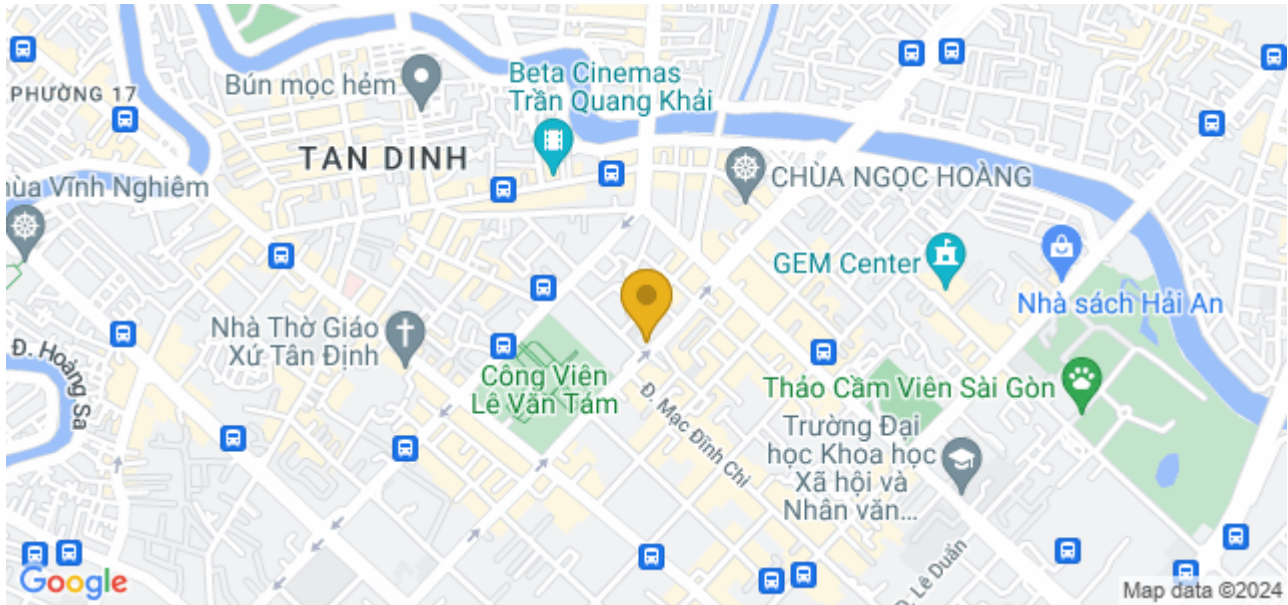 Bún mọc hẻm
Beta Cinemas
Trần Quang Khải
PHƯỜNG 17
TAN DINH
CHÙA NGỌC HOÀNG
Vĩnh Nghiêm
GEM Center
Nhà sách Hải An
Nhà Thờ Giáo
Xứ Tân Định
Đ. Hoàng Sa
Công Viên
Lê Văn Tám
Thảo Cầm Viên Sài Gòn
Đ. Mạc Đĩnh Chi
Trường Đại
học Khoa học
Xã hội và
Nhân văn...
Lê Duẩn
Google
Map data ©2024